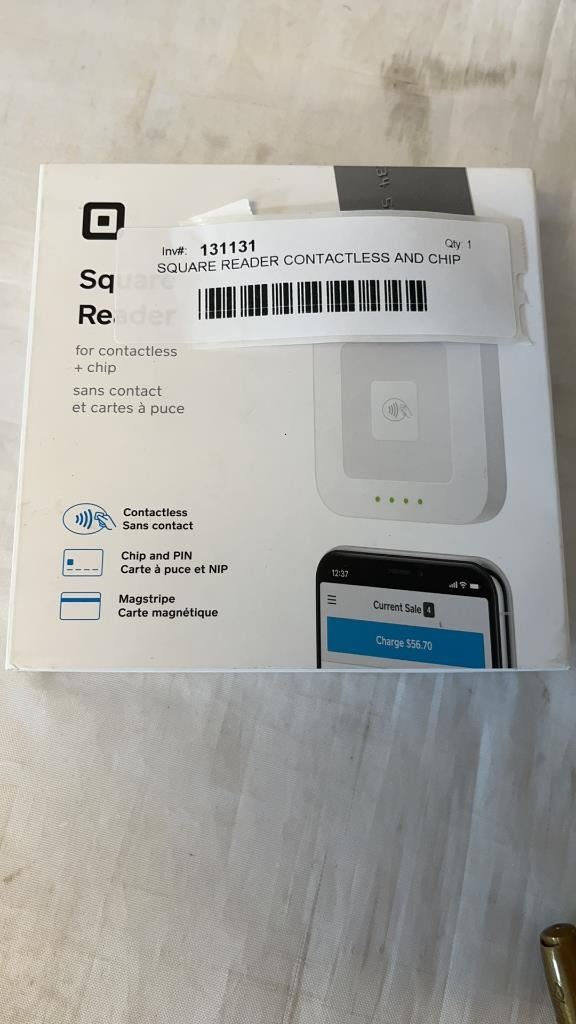 Inv#: 131131 Qty: 1
SQUARE READER CONTACTLESS AND CHIP
Square
Reader
for contactless
+ chip
sans contact
et cartes à puce
Contactless
Sans contact
Chip and PIN
Carte à puce et NIP
Magstripe
Carte magnétique
12:37
Current Sale 4
Charge $56.70